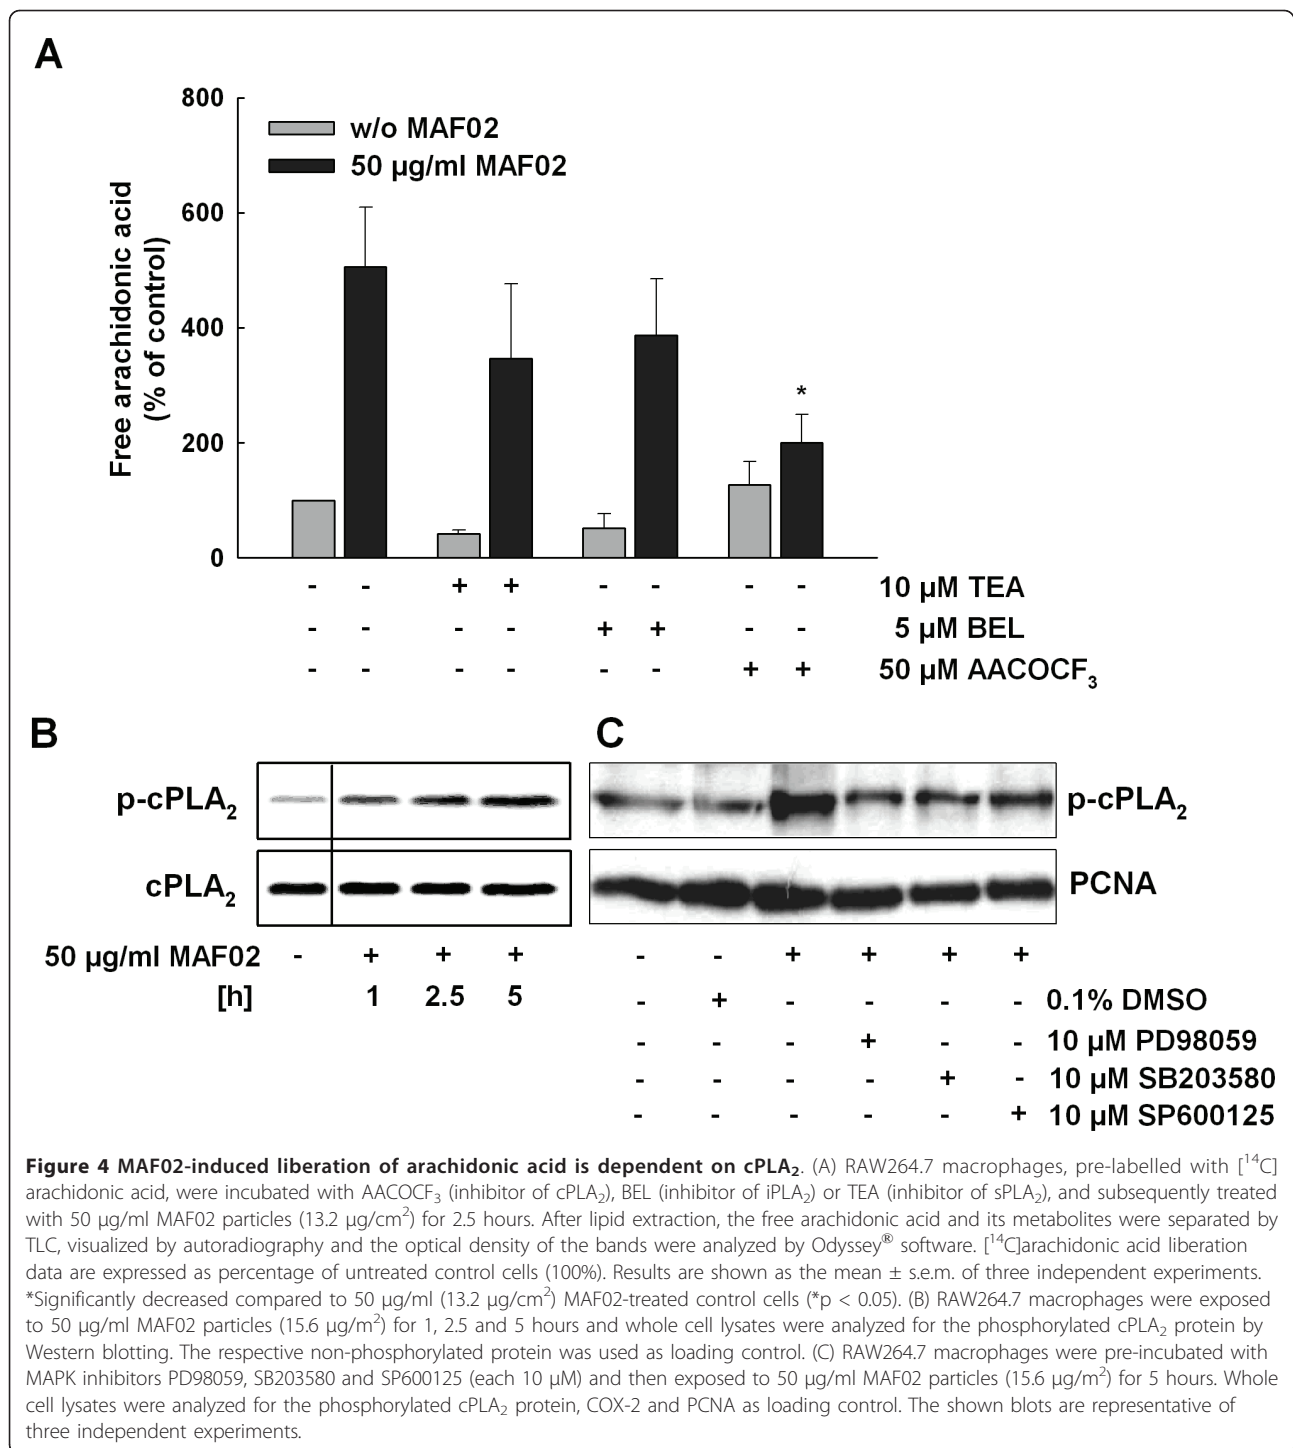 A
800
600
400
200
0
Free arachidonic acid
(% of control)
w/o MAF02
50 µg/ml MAF02
*
- - + + - - - - 10 µM TEA
- - - - + + - - 5 µM BEL
- - - - - - + + 50 µM AACOCF₃
B
p-cPLA₂
cPLA₂
50 µg/ml MAF02 - + + +
[h] 1 2.5 5
C
p-cPLA₂
PCNA
- - + + + +
- + - - - - 0.1% DMSO
- - - + - - 10 µM PD98059
- - - - + - 10 µM SB203580
- - - - - + 10 µM SP600125
Figure 4 MAF02-induced liberation of arachidonic acid is dependent on cPLA₂. (A) RAW264.7 macrophages, pre-labelled with [¹⁴C]
arachidonic acid, were incubated with AACOCF₃ (inhibitor of cPLA₂), BEL (inhibitor of iPLA₂) or TEA (inhibitor of sPLA₂), and subsequently treated
with 50 µg/ml MAF02 particles (13.2 µg/cm²) for 2.5 hours. After lipid extraction, the free arachidonic acid and its metabolites were separated by
TLC, visualized by autoradiography and the optical density of the bands were analyzed by Odyssey® software. [¹⁴C]arachidonic acid liberation
data are expressed as percentage of untreated control cells (100%). Results are shown as the mean ± s.e.m. of three independent experiments.
*Significantly decreased compared to 50 µg/ml (13.2 µg/cm²) MAF02-treated control cells (*p < 0.05). (B) RAW264.7 macrophages were exposed
to 50 µg/ml MAF02 particles (15.6 µg/m²) for 1, 2.5 and 5 hours and whole cell lysates were analyzed for the phosphorylated cPLA₂ protein by
Western blotting. The respective non-phosphorylated protein was used as loading control. (C) RAW264.7 macrophages were pre-incubated with
MAPK inhibitors PD98059, SB203580 and SP600125 (each 10 µM) and then exposed to 50 µg/ml MAF02 particles (15.6 µg/m²) for 5 hours. Whole
cell lysates were analyzed for the phosphorylated cPLA₂ protein, COX-2 and PCNA as loading control. The shown blots are representative of
three independent experiments.